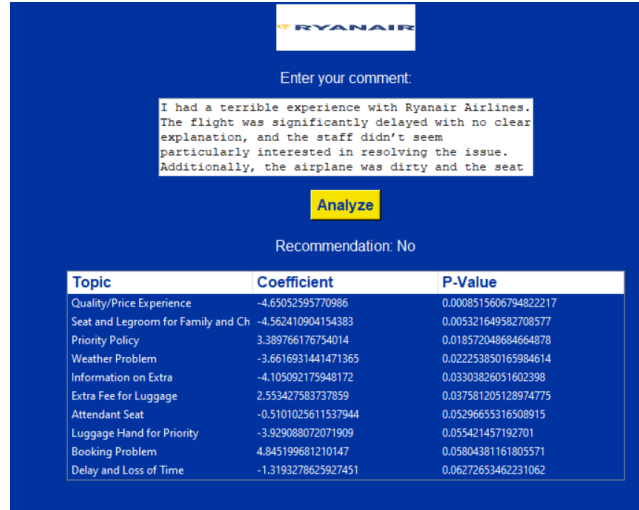 RYANAIR
Enter your comment:
I had a terrible experience with Ryanair Airlines.
The flight was significantly delayed with no clear
explanation, and the staff didn't seem
particularly interested in resolving the issue.
Additionally, the airplane was dirty and the seat
Analyze
Recommendation: No
Topic Coefficient P-Value
Quality/Price Experience -4.65052595770986 0.0008515606794822217
Seat and Legroom for Family and Ch -4.562410904154383 0.005321649582708577
Priority Policy 3.389766176754014 0.018572048684664878
Weather Problem -3.6616931441471365 0.022253850165984614
Information on Extra -4.105092175948172 0.03303826051602398
Extra Fee for Luggage 2.553427583737859 0.037581205128974775
Attendant Seat -0.5101025611537944 0.05296655316508915
Luggage Hand for Priority -3.929088072071909 0.055421457192701
Booking Problem 4.845199681210147 0.05804381161805571
Delay and Loss of Time -1.3193278625927451 0.06272653462231062